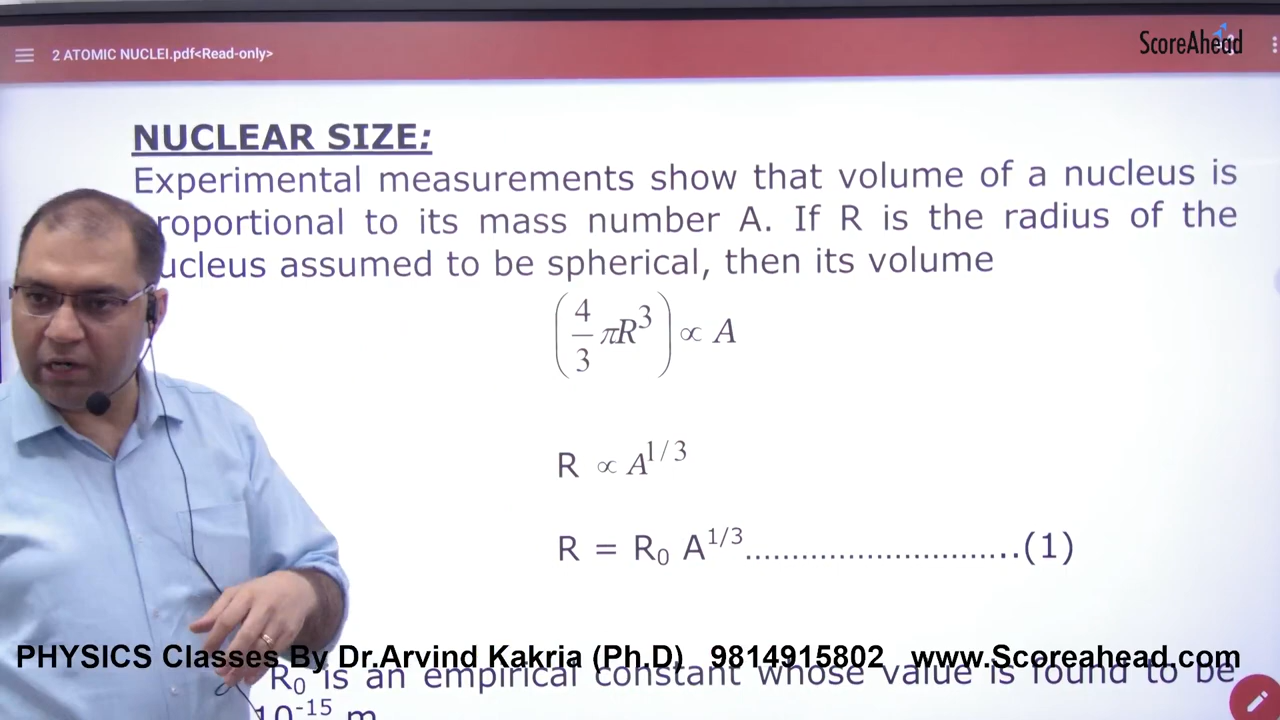 2 ATOMIC NUCLEI.pdf<Read-only>
ScoreAhead
NUCLEAR SIZE:
Experimental measurements show that volume of a nucleus is
roportional to its mass number A. If R is the radius of the
ucleus assumed to be spherical, then its volume
(4/3 πR³) ∝ A
R ∝ A^1/3
R = R₀ A^1/3..............................(1)
PHYSICS Classes By Dr.Arvind Kakria (Ph.D) 9814915802 www.Scoreahead.com
R₀ is an empirical constant whose value is found to be
10^-15 m